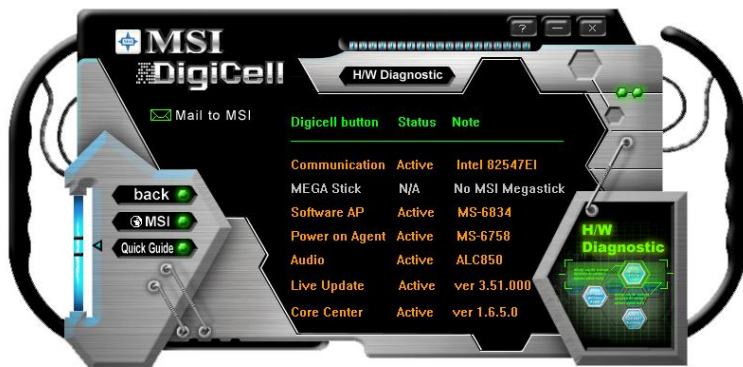 ? — X
MSI
DigiCell
H/W Diagnostic
Mail to MSI
Digicell button Status Note
Communication Active Intel 82547EI
MEGA Stick N/A No MSI Megastick
Software AP Active MS-6834
Power on Agent Active MS-6758
Audio Active ALC850
Live Update Active ver 3.51.000
Core Center Active ver 1.6.5.0
back
MSI
Quick Guide
H/W
Diagnostic